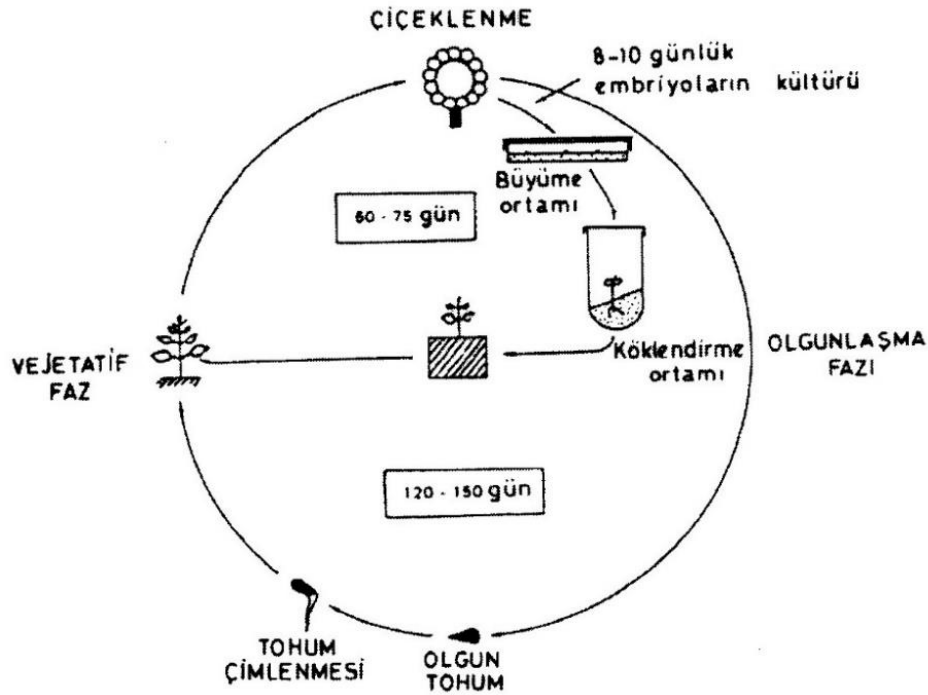 ÇİÇEKLENME
8-10 günlük
embriyoların kültürü
Büyüme
ortamı
60 - 75 gün
VEJETATİF
FAZ
Köklendirme
ortamı
OLGUNLAŞMA
FAZI
120 - 150 gün
TOHUM
ÇİMLENMESİ
OLGUN
TOHUM